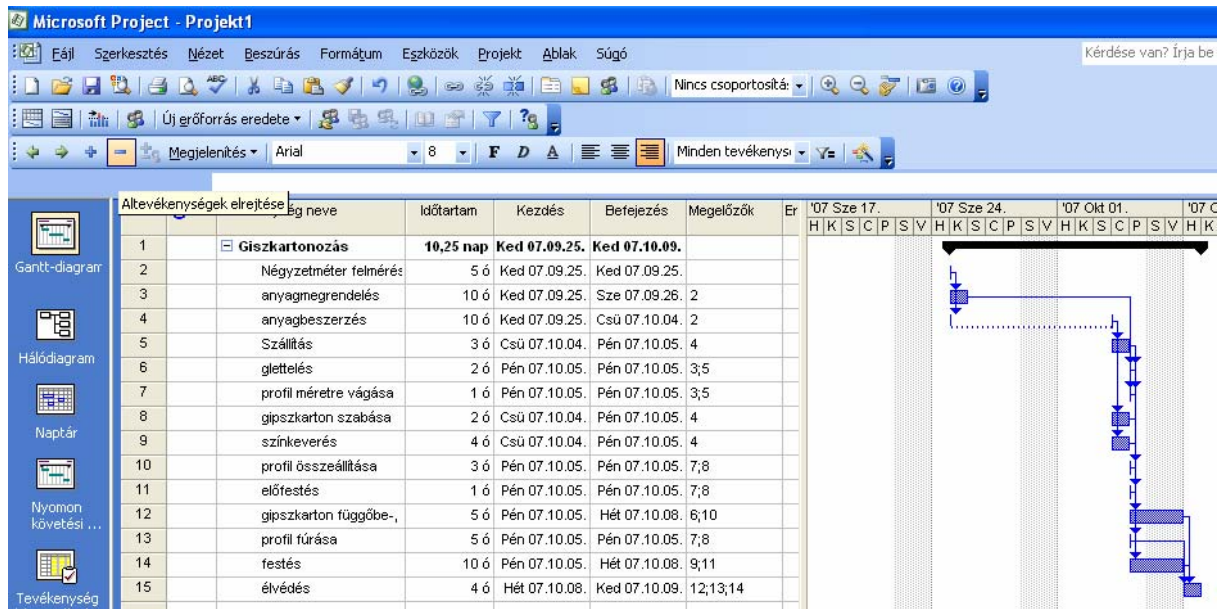 Microsoft Project - Projekt1
Fájl Szerkesztés Nézet Beszúrás Formátum Eszközök Projekt Ablak Súgó Kérdése van? Írja be
Nincs csoportosítá:
Új erőforrás eredete
Megjelenítés Arial 8 F D A Minden tevékenys
Altevékenységek elrejtése
ég neve Időtartam Kezdés Befejezés Megelőzők Er '07 Sze 17. '07 Sze 24. '07 Okt 01. '07 O
H K S C P S V H K S C P S V H K S C P S V H K
1 Giszkartonozás 10,25 nap Ked 07.09.25. Ked 07.10.09.
2 Négyzetméter felmérés 5 ó Ked 07.09.25. Ked 07.09.25.
3 anyagmegrendelés 10 ó Ked 07.09.25. Sze 07.09.26. 2
4 anyagbeszerzés 10 ó Ked 07.09.25. Csü 07.10.04. 2
5 Szállítás 3 ó Csü 07.10.04. Pén 07.10.05. 4
6 glettelés 2 ó Pén 07.10.05. Pén 07.10.05. 3;5
7 profil méretre vágása 1 ó Pén 07.10.05. Pén 07.10.05. 3;5
8 gipszkarton szabása 2 ó Csü 07.10.04. Pén 07.10.05. 4
9 színkeverés 4 ó Csü 07.10.04. Pén 07.10.05. 4
10 profil összeállítása 3 ó Pén 07.10.05. Pén 07.10.05. 7;8
11 előfestés 1 ó Pén 07.10.05. Pén 07.10.05. 7;8
12 gipszkarton függőbe-, 5 ó Pén 07.10.05. Hét 07.10.08. 6;10
13 profil fúrása 5 ó Pén 07.10.05. Pén 07.10.05. 7;8
14 festés 10 ó Pén 07.10.05. Hét 07.10.08. 9;11
15 élvédés 4 ó Hét 07.10.08. Ked 07.10.09. 12;13;14
Gantt-diagram
Hálódiagram
Naptár
Nyomon
követési ...
Tevékenység